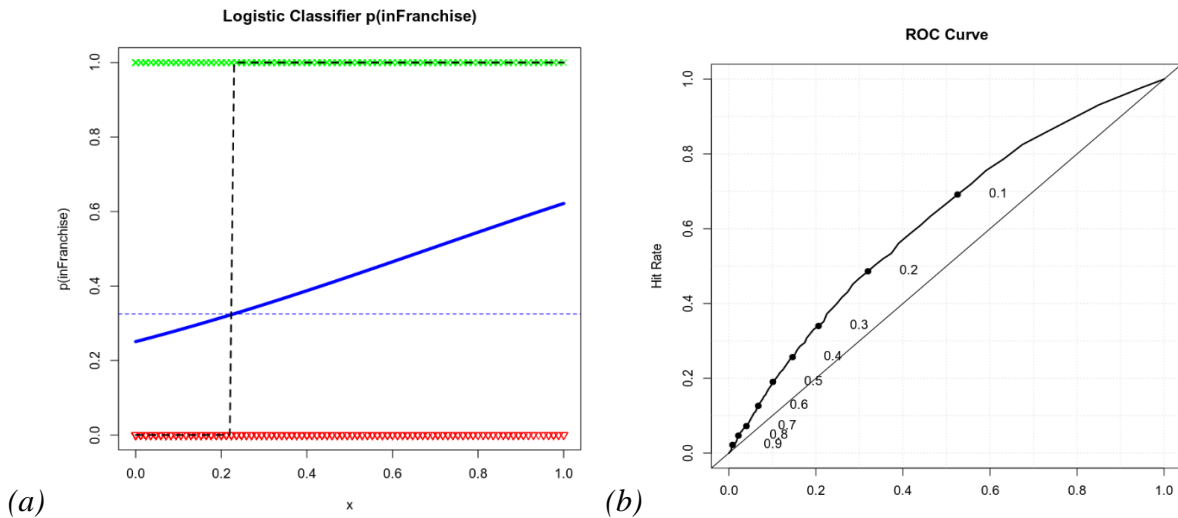 Logistic Classifier p(inFranchise)
p(inFranchise)
1.0
0.8
0.6
0.4
0.2
0.0
0.0 0.2 0.4 0.6 0.8 1.0
x
(a)
ROC Curve
Hit Rate
1.0
0.8
0.6
0.4
0.2
0.0
0.1
0.2
0.3
0.4
0.5
0.6
0.7
0.8
0.9
0.0 0.2 0.4 0.6 0.8 1.0
(b)